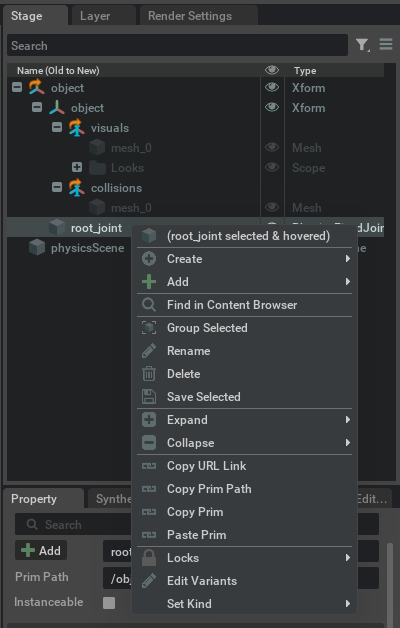 Stage Layer Render Settings
Search
Name (Old to New) Type
object Xform
object Xform
visuals
mesh_0 Mesh
Looks Scope
collisions
mesh_0 Mesh
root_joint
physicsScene
(root_joint selected & hovered)
Create
Add
Find in Content Browser
Group Selected
Rename
Delete
Save Selected
Expand
Collapse
Copy URL Link
Copy Prim Path
Copy Prim
Paste Prim
Locks
Edit Variants
Set Kind
Property Synthe Edit...
Search
Add root
Prim Path /obj
Instanceable